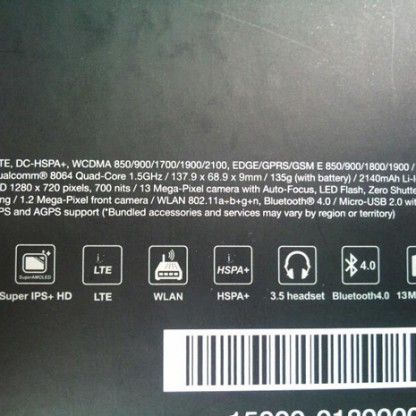 TE, DC-HSPA+, WCDMA 850/900/1700/1900/2100, EDGE/GPRS/GSM E 850/900/1800/1900 /
ualcomm® 8064 Quad-Core 1.5GHz / 137.9 x 68.9 x 9mm / 135g (with battery) / 2140mAh Li-I
D 1280 x 720 pixels, 700 nits / 13 Mega-Pixel camera with Auto-Focus, LED Flash, Zero Shutte
ng / 1.2 Mega-Pixel front camera / WLAN 802.11a+b+g+n, Bluetooth® 4.0 / Micro-USB 2.0 wit
PS and AGPS support (*Bundled accessories and services may vary by region or territory)
SuperAMOLED LTE HSPA+ 4.0
Super IPS+ HD LTE WLAN HSPA+ 3.5 headset Bluetooth4.0 13M